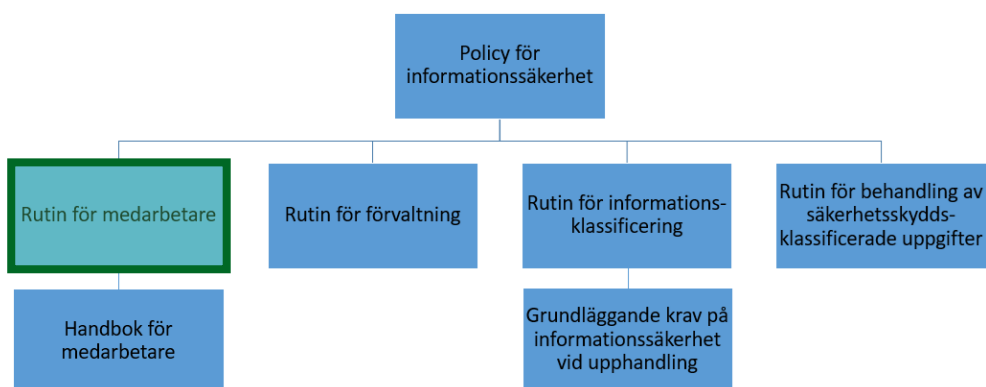 Policy för
informationssäkerhet
Rutin för medarbetare
Rutin för förvaltning
Rutin för informations-
klassificering
Rutin för behandling av
säkerhetsskydds-
klassificerade uppgifter
Handbok för
medarbetare
Grundläggande krav på
informationssäkerhet
vid upphandling